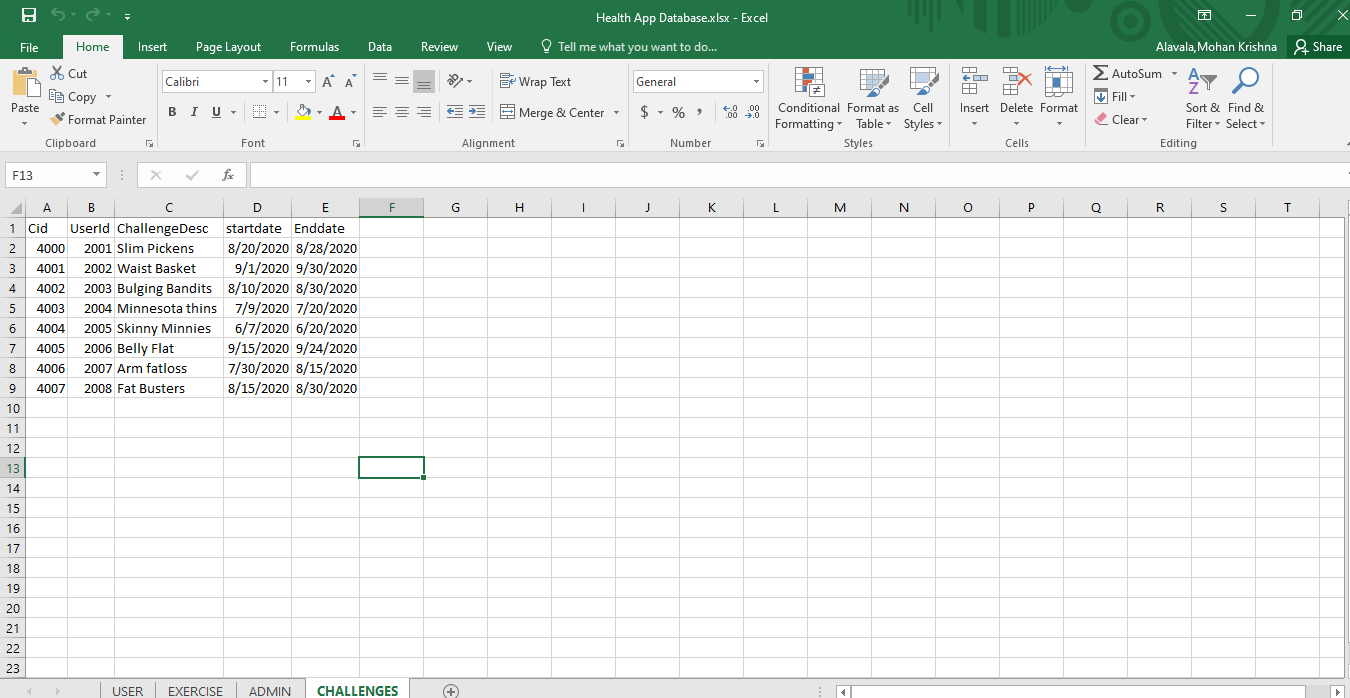 Health App Database.xlsx - Excel
File Home Insert Page Layout Formulas Data Review View Tell me what you want to do... Alavala,Mohan Krishna Share
Paste Cut Copy Format Painter Clipboard
Calibri 11 A A B I U A Font
Wrap Text Merge & Center Alignment
General $ % , .00 .00 Number
Conditional Formatting Format as Table Cell Styles Styles
Insert Delete Format Cells
AutoSum Fill Clear Sort & Filter Find & Select Editing
F13 fx
A B C D E F G H I J K L M N O P Q R S T
1 Cid UserId ChallengeDesc startdate Enddate
2 4000 2001 Slim Pickens 8/20/2020 8/28/2020
3 4001 2002 Waist Basket 9/1/2020 9/30/2020
4 4002 2003 Bulging Bandits 8/10/2020 8/30/2020
5 4003 2004 Minnesota thins 7/9/2020 7/20/2020
6 4004 2005 Skinny Minnies 6/7/2020 6/20/2020
7 4005 2006 Belly Flat 9/15/2020 9/24/2020
8 4006 2007 Arm fatloss 7/30/2020 8/15/2020
9 4007 2008 Fat Busters 8/15/2020 8/30/2020
10
11
12
13
14
15
16
17
18
19
20
21
22
23
USER EXERCISE ADMIN CHALLENGES